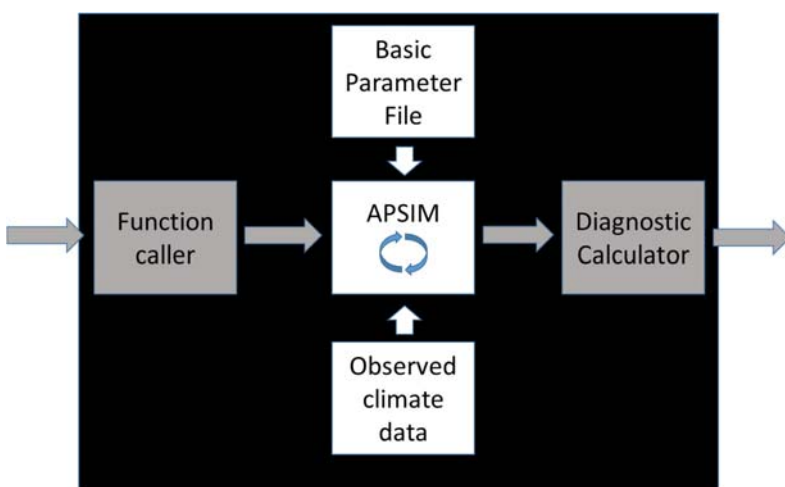 Basic
Parameter
File
Function
caller
APSIM
Diagnostic
Calculator
Observed
climate
data